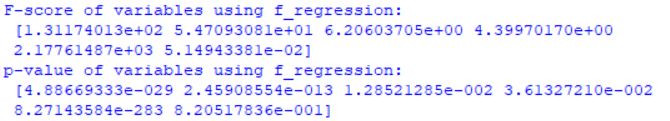 F-score of variables using f_regression:
[1.31174013e+02 5.47093081e+01 6.20603705e+00 4.39970170e+00
2.17761487e+03 5.14943381e-02]
p-value of variables using f_regression:
[4.88669333e-029 2.45908554e-013 1.28521285e-002 3.61327210e-002
8.27143584e-283 8.20517836e-001]